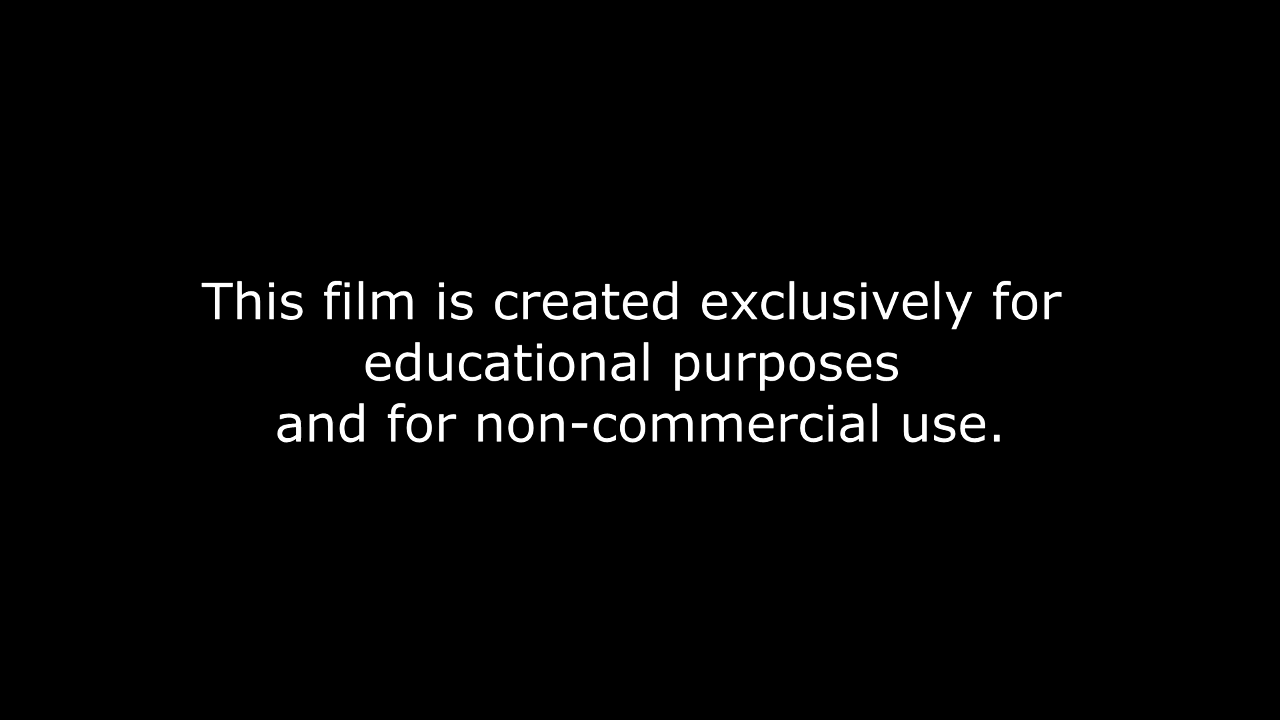 This film is created exclusively for
educational purposes
and for non-commercial use.